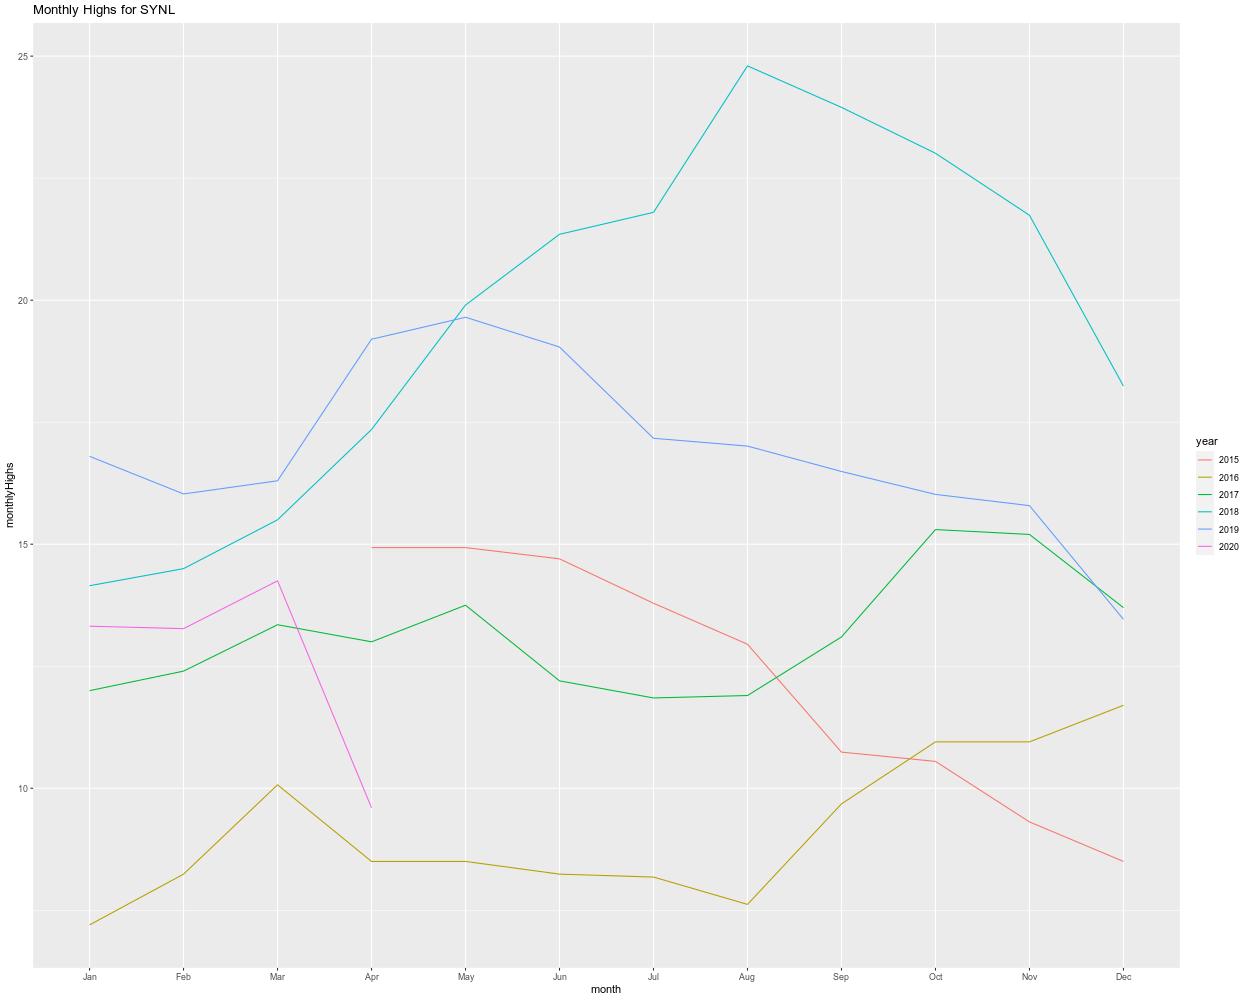 Monthly Highs for SYNL
monthlyHighs
25
20
15
10
Jan Feb Mar Apr May Jun Jul Aug Sep Oct Nov Dec
month
year
2015
2016
2017
2018
2019
2020